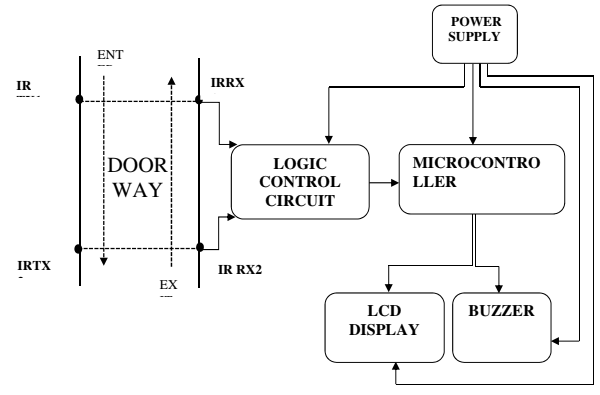 POWER
SUPPLY
ENT
IR
IRRX
DOOR
WAY
LOGIC
CONTROL
CIRCUIT
MICROCONTRO
LLER
IRTX
IR RX2
EX
LCD
DISPLAY
BUZZER